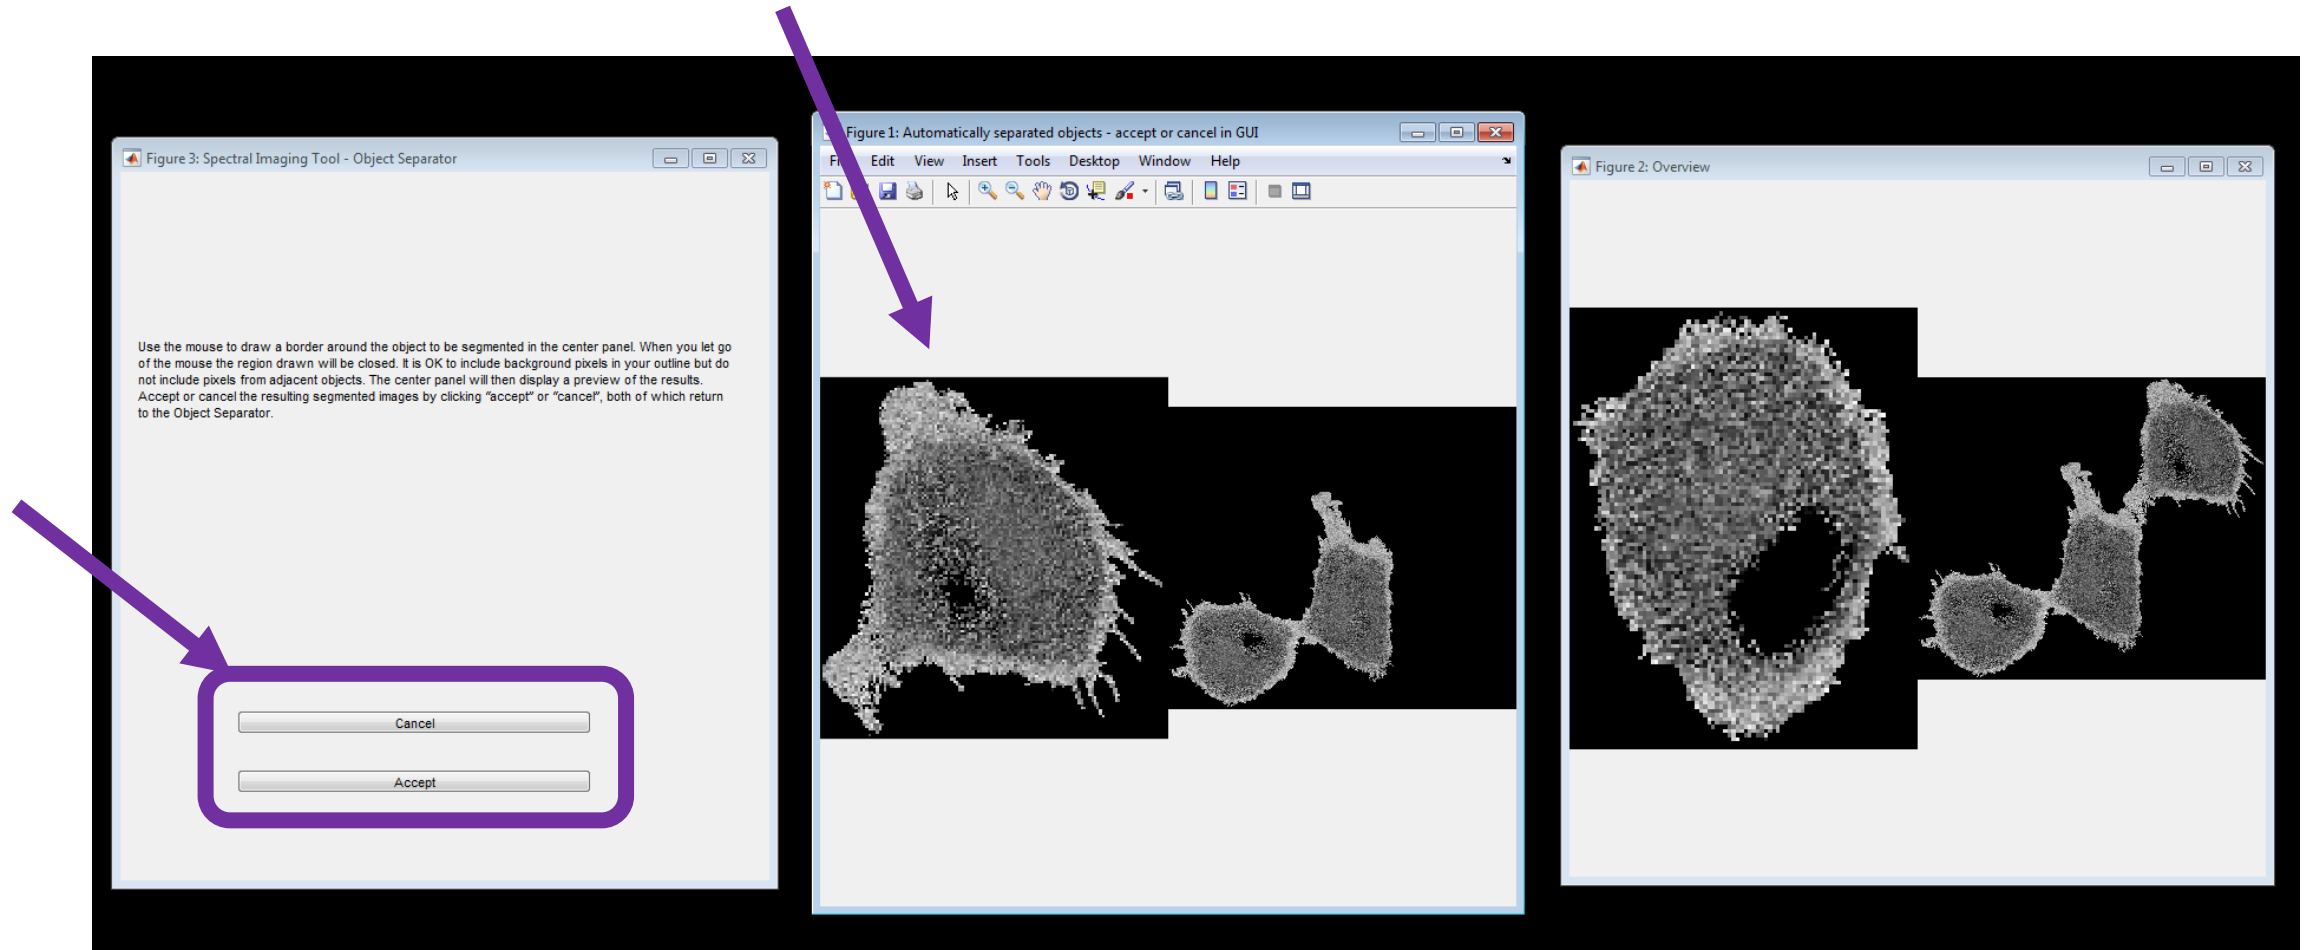 Figure 3: Spectral Imaging Tool - Object Separator
Use the mouse to draw a border around the object to be segmented in the center panel. When you let go
of the mouse the region drawn will be closed. It is OK to include background pixels in your outline but do
not include pixels from adjacent objects. The center panel will then display a preview of the results.
Accept or cancel the resulting segmented images by clicking "accept" or "cancel", both of which return
to the Object Separator.
Cancel
Accept
Figure 1: Automatically separated objects - accept or cancel in GUI
Edit View Insert Tools Desktop Window Help
Figure 2: Overview